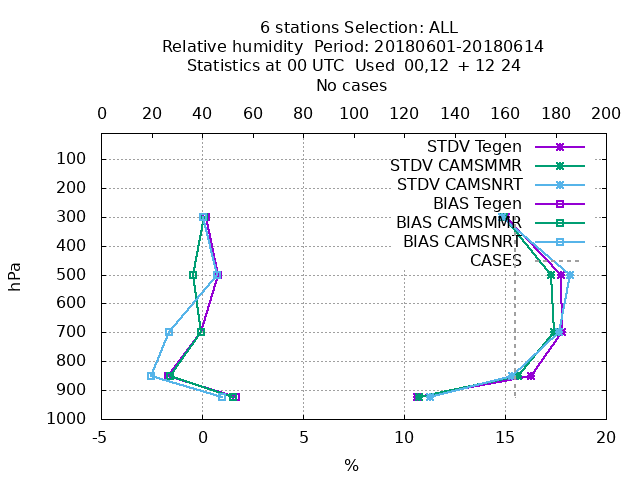 6 stations Selection: ALL
Relative humidity  Period: 20180601-20180614
Statistics at 00 UTC  Used  00,12  + 12 24
No cases
0 20 40 60 80 100 120 140 160 180 200
STDV Tegen
STDV CAMSMMR
STDV CAMSNRT
BIAS Tegen
BIAS CAMSMMR
BIAS CAMSNRT
CASES
hPa
100
200
300
400
500
600
700
800
900
1000
-5 0 5 10 15 20
%